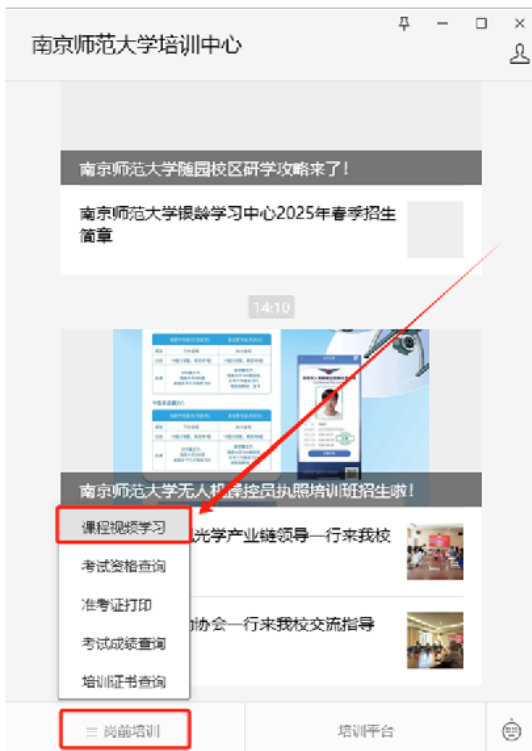 南京师范大学培训中心
南京师范大学随园校区研学攻略来了！
南京师范大学银龄学习中心2025年春季招生
简章
14:10
南京师范大学无人机操控员执照培训班招生啦！
课程视频学习
光学产业链领导一行来我校
考试资格查询
准考证打印
协会一行来我校交流指导
考试成绩查询
培训证书查询
岗前培训
培训平台